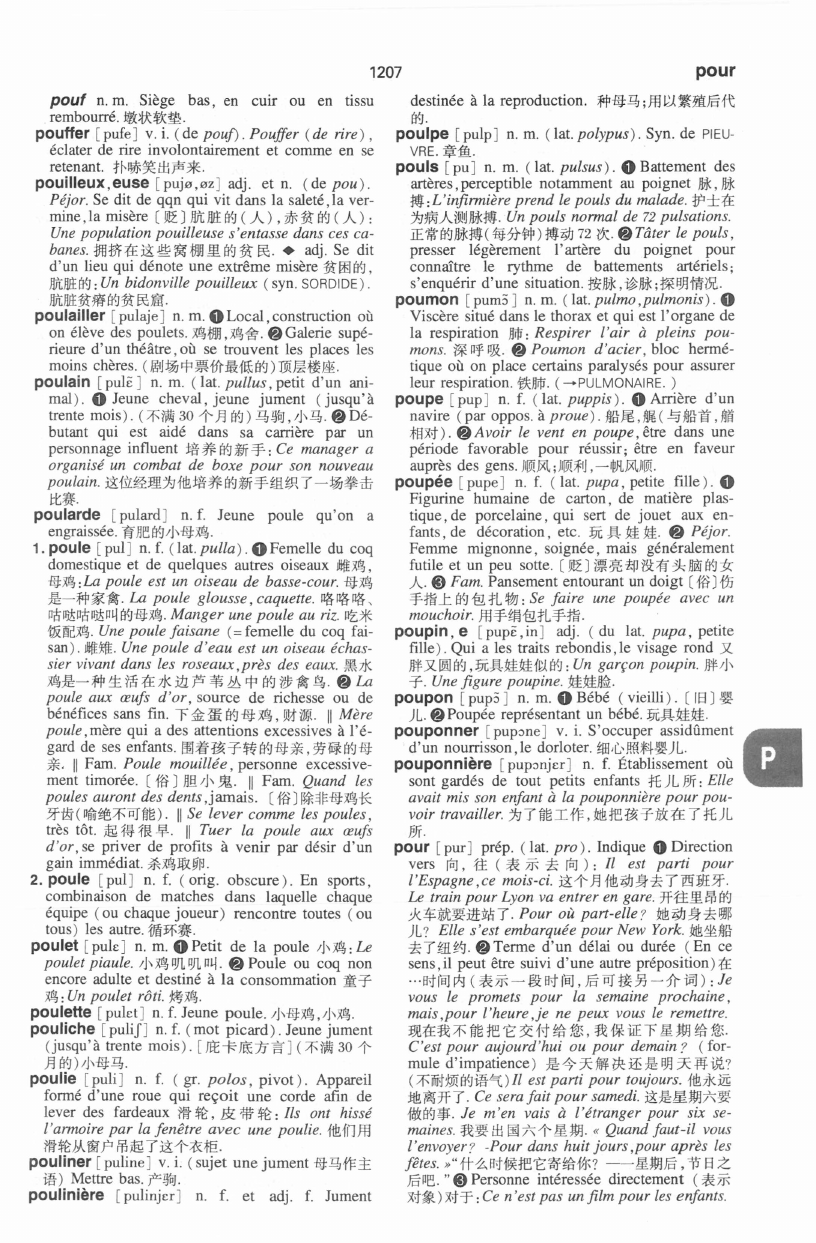 1207
pour
pouf n. m. Siège bas, en cuir ou en tissu
rembourré. 墩状软垫.
pouffer [pufe] v. i. (de pouf). Pouffer (de rire),
éclater de rire involontairement et comme en se
retenant. 扑哧笑出声来.
pouilleux,euse [pujø,øz] adj. et n. (de pou).
Péjor. Se dit de qqn qui vit dans la saleté,la ver-
mine,la misère [贬] 肮脏的(人),赤贫的(人):
Une population pouilleuse s'entasse dans ces ca-
banes. 拥挤在这些窝棚里的贫民. ◆ adj. Se dit
d'un lieu qui dénote une extrême misère 贫困的,
肮脏的: Un bidonville pouilleux (syn. SORDIDE).
肮脏贫瘠的贫民窟.
poulailler [pulaje] n. m. ❶Local,construction où
on élève des poulets. 鸡棚,鸡舍. ❷Galerie supé-
rieure d'un théâtre,où se trouvent les places les
moins chères. (剧场中票价最低的)顶层楼座.
poulain [pulɛ̃] n. m. (lat. pullus,petit d'un ani-
mal). ❶ Jeune cheval, jeune jument (jusqu'à
trente mois). (不满 30 个月的) 马驹,小马. ❷Dé-
butant qui est aidé dans sa carrière par un
personnage influent 培养的新手: Ce manager a
organisé un combat de boxe pour son nouveau
poulain. 这位经理为他培养的新手组织了一场拳击
比赛.
poularde [pulard] n. f. Jeune poule qu'on a
engraissée. 育肥的小母鸡.
1. poule [pul] n. f. (lat. pulla). ❶Femelle du coq
domestique et de quelques autres oiseaux 雌鸡,
母鸡:La poule est un oiseau de basse-cour. 母鸡
是一种家禽. La poule glousse,caquette. 咯咯咯、
咕哒咕哒叫的母鸡. Manger une poule au riz. 吃米
饭配鸡. Une poule faisane (=femelle du coq fai-
san). 雌雉. Une poule d'eau est un oiseau échas-
sier vivant dans les roseaux,près des eaux. 黑水
鸡是一种生活在水边芦苇丛中的涉禽鸟. ❷ La
poule aux œufs d'or, source de richesse ou de
bénéfices sans fin. 下金蛋的母鸡,财源. ‖ Mère
poule,mère qui a des attentions excessives à l'é-
gard de ses enfants. 围着孩子转的母亲,劳碌的母
亲. ‖ Fam. Poule mouillée, personne excessive-
ment timorée. [俗] 胆小鬼. ‖ Fam. Quand les
poules auront des dents,jamais. [俗]除非母鸡长
牙齿(喻绝不可能). ‖ Se lever comme les poules,
très tôt. 起得很早. ‖ Tuer la poule aux œufs
d'or,se priver de profits à venir par désir d'un
gain immédiat. 杀鸡取卵.
2. poule [pul] n. f. (orig. obscure). En sports,
combinaison de matches dans laquelle chaque
équipe (ou chaque joueur) rencontre toutes (ou
tous) les autre. 循环赛.
poulet [pule] n. m. ❶Petit de la poule 小鸡: Le
poulet piaule. 小鸡叽叽叫. ❷ Poule ou coq non
encore adulte et destiné à la consommation 童子
鸡: Un poulet rôti. 烤鸡.
poulette [pulet] n. f. Jeune poule. 小母鸡,小鸡.
pouliche [puliʃ] n. f. (mot picard). Jeune jument
(jusqu'à trente mois). [庇卡底方言](不满 30 个
月的)小母马.
poulie [puli] n. f. (gr. polos, pivot). Appareil
formé d'une roue qui reçoit une corde afin de
lever des fardeaux 滑轮, 皮带轮: Ils ont hissé
l'armoire par la fenêtre avec une poulie. 他们用
滑轮从窗户吊起了这个衣柜.
pouliner [puline] v. i. (sujet une jument 母马作主
语) Mettre bas. 产驹.
poulinière [pulinjɛr] n. f. et adj. f. Jument
destinée à la reproduction. 种母马;用以繁殖后代
的.
poulpe [pulp] n. m. (lat. polypus). Syn. de PIEU-
VRE. 章鱼.
pouls [pu] n. m. (lat. pulsus). ❶ Battement des
artères,perceptible notamment au poignet 脉,脉
搏:L'infirmière prend le pouls du malade. 护士在
为病人测脉搏. Un pouls normal de 72 pulsations.
正常的脉搏(每分钟)搏动 72 次. ❷Tâter le pouls,
presser légèrement l'artère du poignet pour
connaître le rythme de battements artériels;
s'enquérir d'une situation. 按脉,诊脉;探明情况.
poumon [pumɔ̃] n. m. (lat. pulmo,pulmonis). ❶
Viscère situé dans le thorax et qui est l'organe de
la respiration 肺: Respirer l'air à pleins pou-
mons. 深呼吸. ❷ Poumon d'acier, bloc hermé-
tique où on place certains paralysés pour assurer
leur respiration. 铁肺. (→PULMONAIRE. )
poupe [pup] n. f. (lat. puppis). ❶ Arrière d'un
navire (par oppos. à proue). 船尾,艉(与船首,艏
相对). ❷Avoir le vent en poupe,être dans une
période favorable pour réussir; être en faveur
auprès des gens. 顺风;顺利,一帆风顺.
poupée [pupe] n. f. (lat. pupa, petite fille). ❶
Figurine humaine de carton, de matière plas-
tique, de porcelaine, qui sert de jouet aux en-
fants, de décoration, etc. 玩具娃娃. ❷ Péjor.
Femme mignonne, soignée, mais généralement
futile et un peu sotte. [贬]漂亮却没有头脑的女
人. ❸ Fam. Pansement entourant un doigt [俗]伤
手指上的包扎物: Se faire une poupée avec un
mouchoir. 用手绢包扎手指.
poupin, e [pupɛ̃,in] adj. (du lat. pupa, petite
fille). Qui a les traits rebondis,le visage rond 又
胖又圆的,玩具娃娃似的: Un garçon poupin. 胖小
子. Une figure poupine. 娃娃脸.
poupon [pupɔ̃] n. m. ❶ Bébé (vieilli). [旧]婴
儿. ❷Poupée représentant un bébé. 玩具娃娃.
pouponner [pupɔne] v. i. S'occuper assidûment
d'un nourrisson,le dorloter. 细心照料婴儿.
pouponnière [pupɔnjɛr] n. f. Établissement où
sont gardés de tout petits enfants 托儿所: Elle
avait mis son enfant à la pouponnière pour pou-
voir travailler. 为了能工作,她把孩子放在了托儿
所.
pour [pur] prép. (lat. pro). Indique ❶ Direction
vers 向, 往 (表示去向): Il est parti pour
l'Espagne,ce mois-ci. 这个月他动身去了西班牙.
Le train pour Lyon va entrer en gare. 开往里昂的
火车就要进站了. Pour où part-elle? 她动身去哪
儿? Elle s'est embarquée pour New York. 她坐船
去了纽约. ❷Terme d'un délai ou durée (En ce
sens,il peut être suivi d'une autre préposition)在
…时间内(表示一段时间,后可接另一介词): Je
vous le promets pour la semaine prochaine,
mais,pour l'heure,je ne peux vous le remettre.
现在我不能把它交付给您,我保证下星期给您.
C'est pour aujourd'hui ou pour demain? (for-
mule d'impatience) 是今天解决还是明天再说?
(不耐烦的语气)Il est parti pour toujours. 他永远
地离开了. Ce sera fait pour samedi. 这是星期六要
做的事. Je m'en vais à l'étranger pour six se-
maines. 我要出国六个星期. « Quand faut-il vous
l'envoyer? -Pour dans huit jours,pour après les
fêtes. »“什么时候把它寄给你? ——星期后,节日之
后吧. ”❸Personne intéressée directement (表示
对象)对于: Ce n'est pas un film pour les enfants.
P